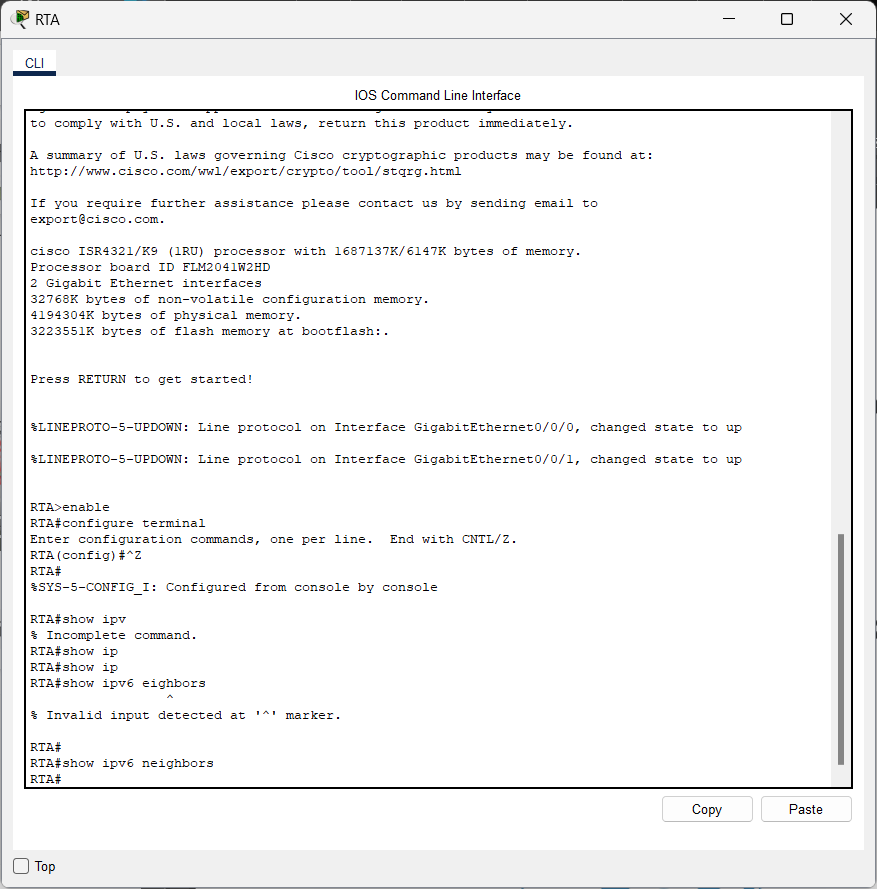 RTA
CLI
IOS Command Line Interface
to comply with U.S. and local laws, return this product immediately.
A summary of U.S. laws governing Cisco cryptographic products may be found at:
http://www.cisco.com/wwl/export/crypto/tool/stqrg.html
If you require further assistance please contact us by sending email to
export@cisco.com.
cisco ISR4321/K9 (1RU) processor with 1687137K/6147K bytes of memory.
Processor board ID FLM2041W2HD
2 Gigabit Ethernet interfaces
32768K bytes of non-volatile configuration memory.
4194304K bytes of physical memory.
3223551K bytes of flash memory at bootflash:.
Press RETURN to get started!
%LINEPROTO-5-UPDOWN: Line protocol on Interface GigabitEthernet0/0/0, changed state to up
%LINEPROTO-5-UPDOWN: Line protocol on Interface GigabitEthernet0/0/1, changed state to up
RTA>enable
RTA#configure terminal
Enter configuration commands, one per line.  End with CNTL/Z.
RTA(config)#^Z
RTA#
%SYS-5-CONFIG_I: Configured from console by console
RTA#show ipv
% Incomplete command.
RTA#show ip
RTA#show ip
RTA#show ipv6 eighbors
^
% Invalid input detected at '^' marker.
RTA#
RTA#show ipv6 neighbors
RTA#
Copy
Paste
Top